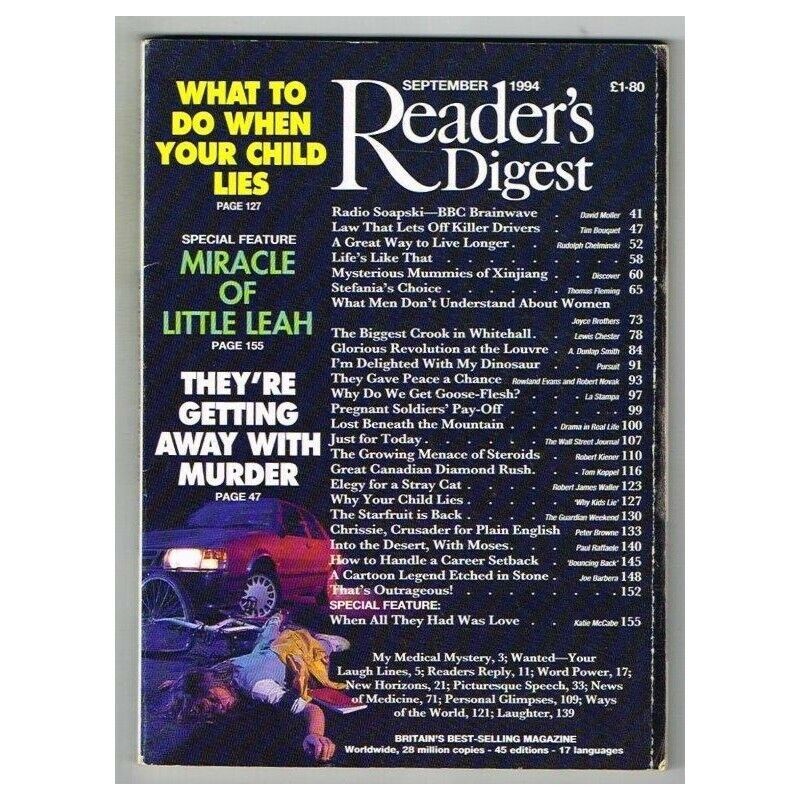 WHAT TO
DO WHEN
YOUR CHILD
LIES
PAGE 127
SPECIAL FEATURE
MIRACLE
OF
LITTLE LEAH
PAGE 155
THEY'RE
GETTING
AWAY WITH
MURDER
PAGE 47
SEPTEMBER 1994 £1·80
Reader's
Digest
Radio Soapski—BBC Brainwave . David Moller 41
Law That Lets Off Killer Drivers . Tim Bouquet 47
A Great Way to Live Longer . . Rudolph Chelminski 52
Life's Like That . . . . . . . 58
Mysterious Mummies of Xinjiang . Discover 60
Stefania's Choice . . . . Thomas Fleming 65
What Men Don't Understand About Women
Joyce Brothers 73
The Biggest Crook in Whitehall . . Lewis Chester 78
Glorious Revolution at the Louvre . A. Dunlap Smith 84
I'm Delighted With My Dinosaur . Pursuit 91
They Gave Peace a Chance Rowland Evans and Robert Novak 93
Why Do We Get Goose-Flesh? . . La Stampa 97
Pregnant Soldiers' Pay-Off . . . . . 99
Lost Beneath the Mountain . Drama in Real Life 100
Just for Today . . . . The Wall Street Journal 107
The Growing Menace of Steroids . Robert Kiener 110
Great Canadian Diamond Rush . . Tom Koppel 116
Elegy for a Stray Cat . . . Robert James Waller 123
Why Your Child Lies . . . . 'Why Kids Lie' 127
The Starfruit is Back . . . The Guardian Weekend 130
Chrissie, Crusader for Plain English Peter Browne 133
Into the Desert, With Moses . . Paul Raffaele 140
How to Handle a Career Setback . 'Bouncing Back' 145
A Cartoon Legend Etched in Stone . Joe Barbera 148
That's Outrageous! . . . . . . 152
SPECIAL FEATURE:
When All They Had Was Love . . Katie McCabe 155
My Medical Mystery, 3; Wanted—Your
Laugh Lines, 5; Readers Reply, 11; Word Power, 17;
New Horizons, 21; Picturesque Speech, 33; News
of Medicine, 71; Personal Glimpses, 109; Ways
of the World, 121; Laughter, 139
BRITAIN'S BEST-SELLING MAGAZINE
Worldwide, 28 million copies - 45 editions - 17 languages